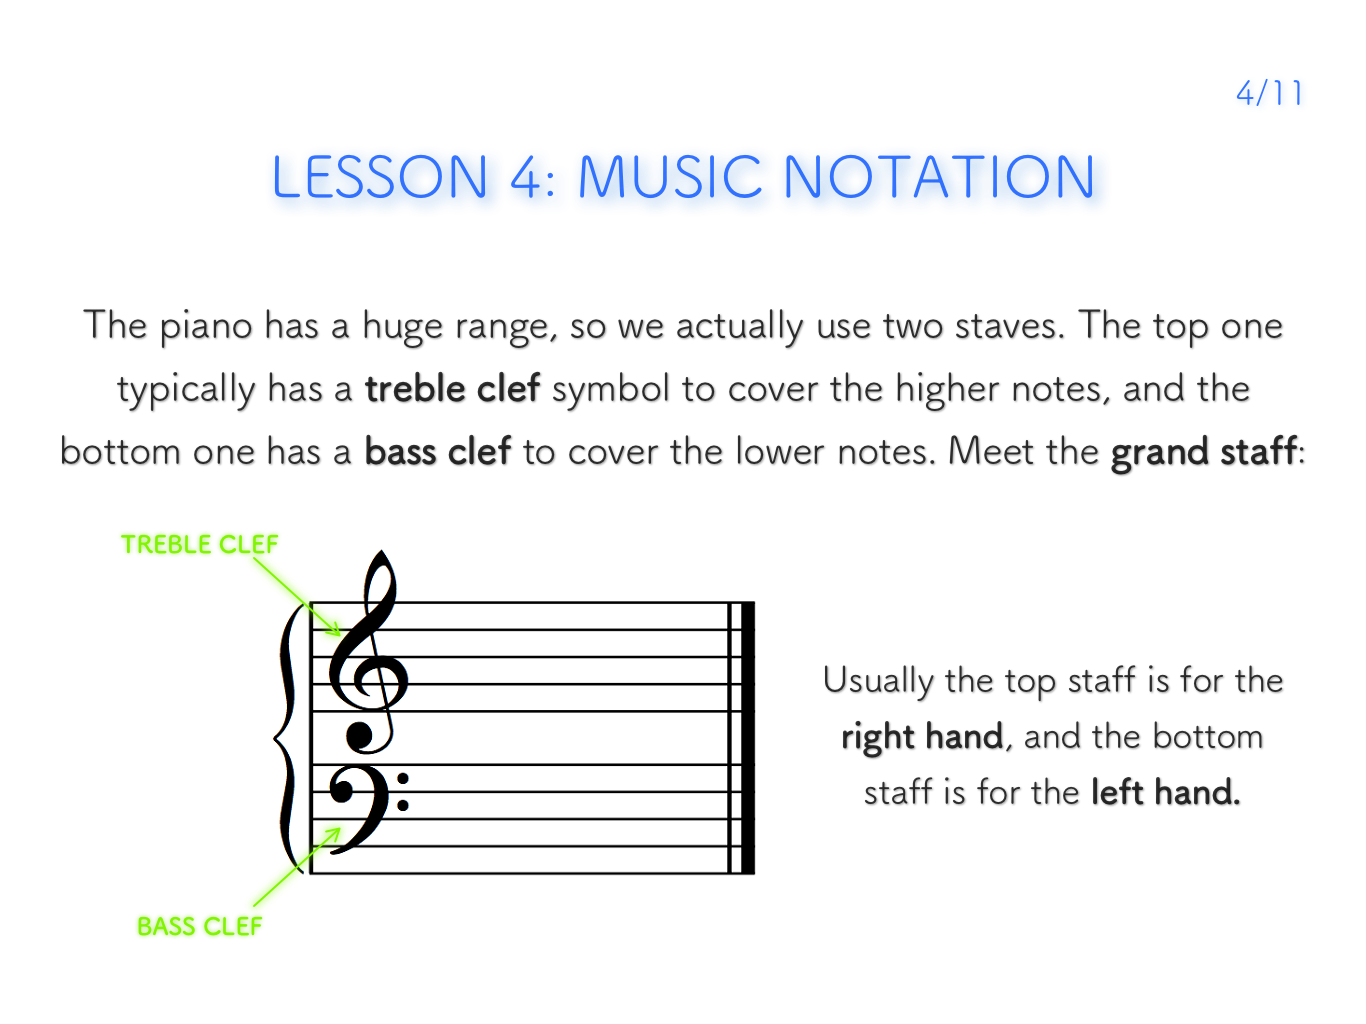 4/11
LESSON 4: MUSIC NOTATION
The piano has a huge range, so we actually use two staves. The top one
typically has a treble clef symbol to cover the higher notes, and the
bottom one has a bass clef to cover the lower notes. Meet the grand staff:
TREBLE CLEF
Usually the top staff is for the
right hand, and the bottom
staff is for the left hand.
BASS CLEF